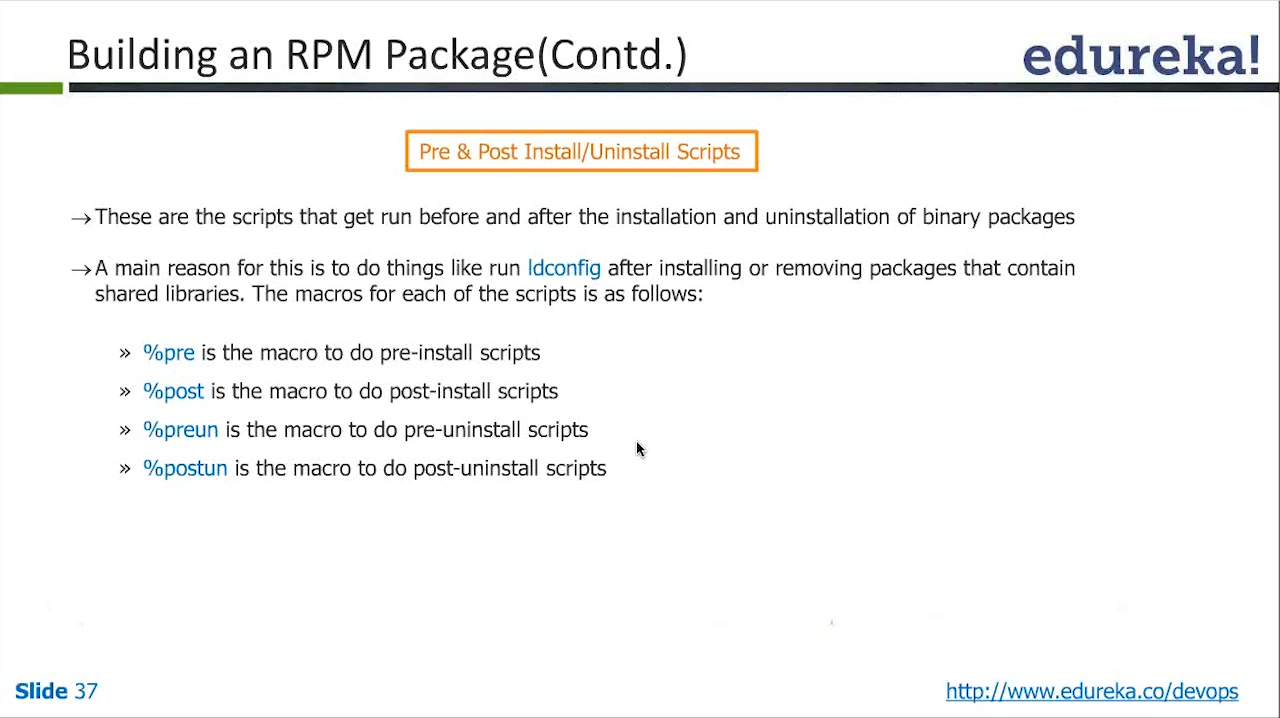 Building an RPM Package(Contd.)
edureka!
Pre & Post Install/Uninstall Scripts
→These are the scripts that get run before and after the installation and uninstallation of binary packages
→A main reason for this is to do things like run ldconfig after installing or removing packages that contain
shared libraries. The macros for each of the scripts is as follows:
» %pre is the macro to do pre-install scripts
» %post is the macro to do post-install scripts
» %preun is the macro to do pre-uninstall scripts
» %postun is the macro to do post-uninstall scripts
Slide 37
http://www.edureka.co/devops